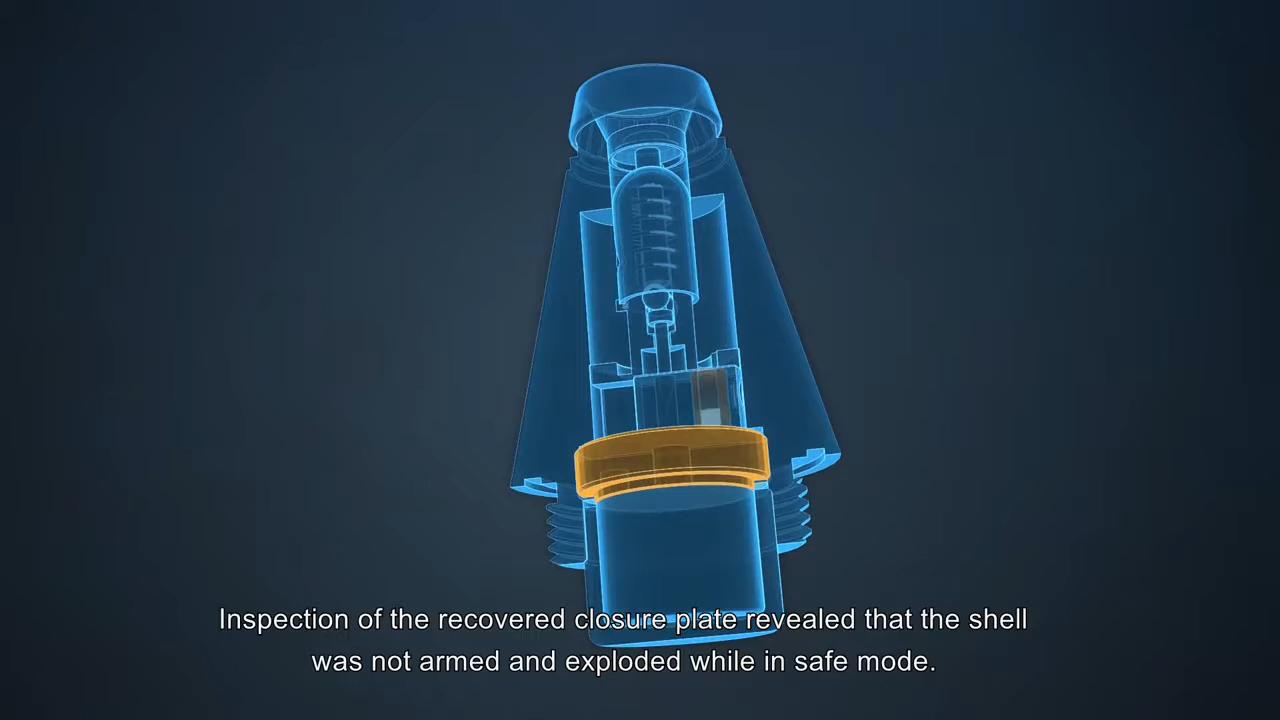 Inspection of the recovered closure plate revealed that the shell
was not armed and exploded while in safe mode.